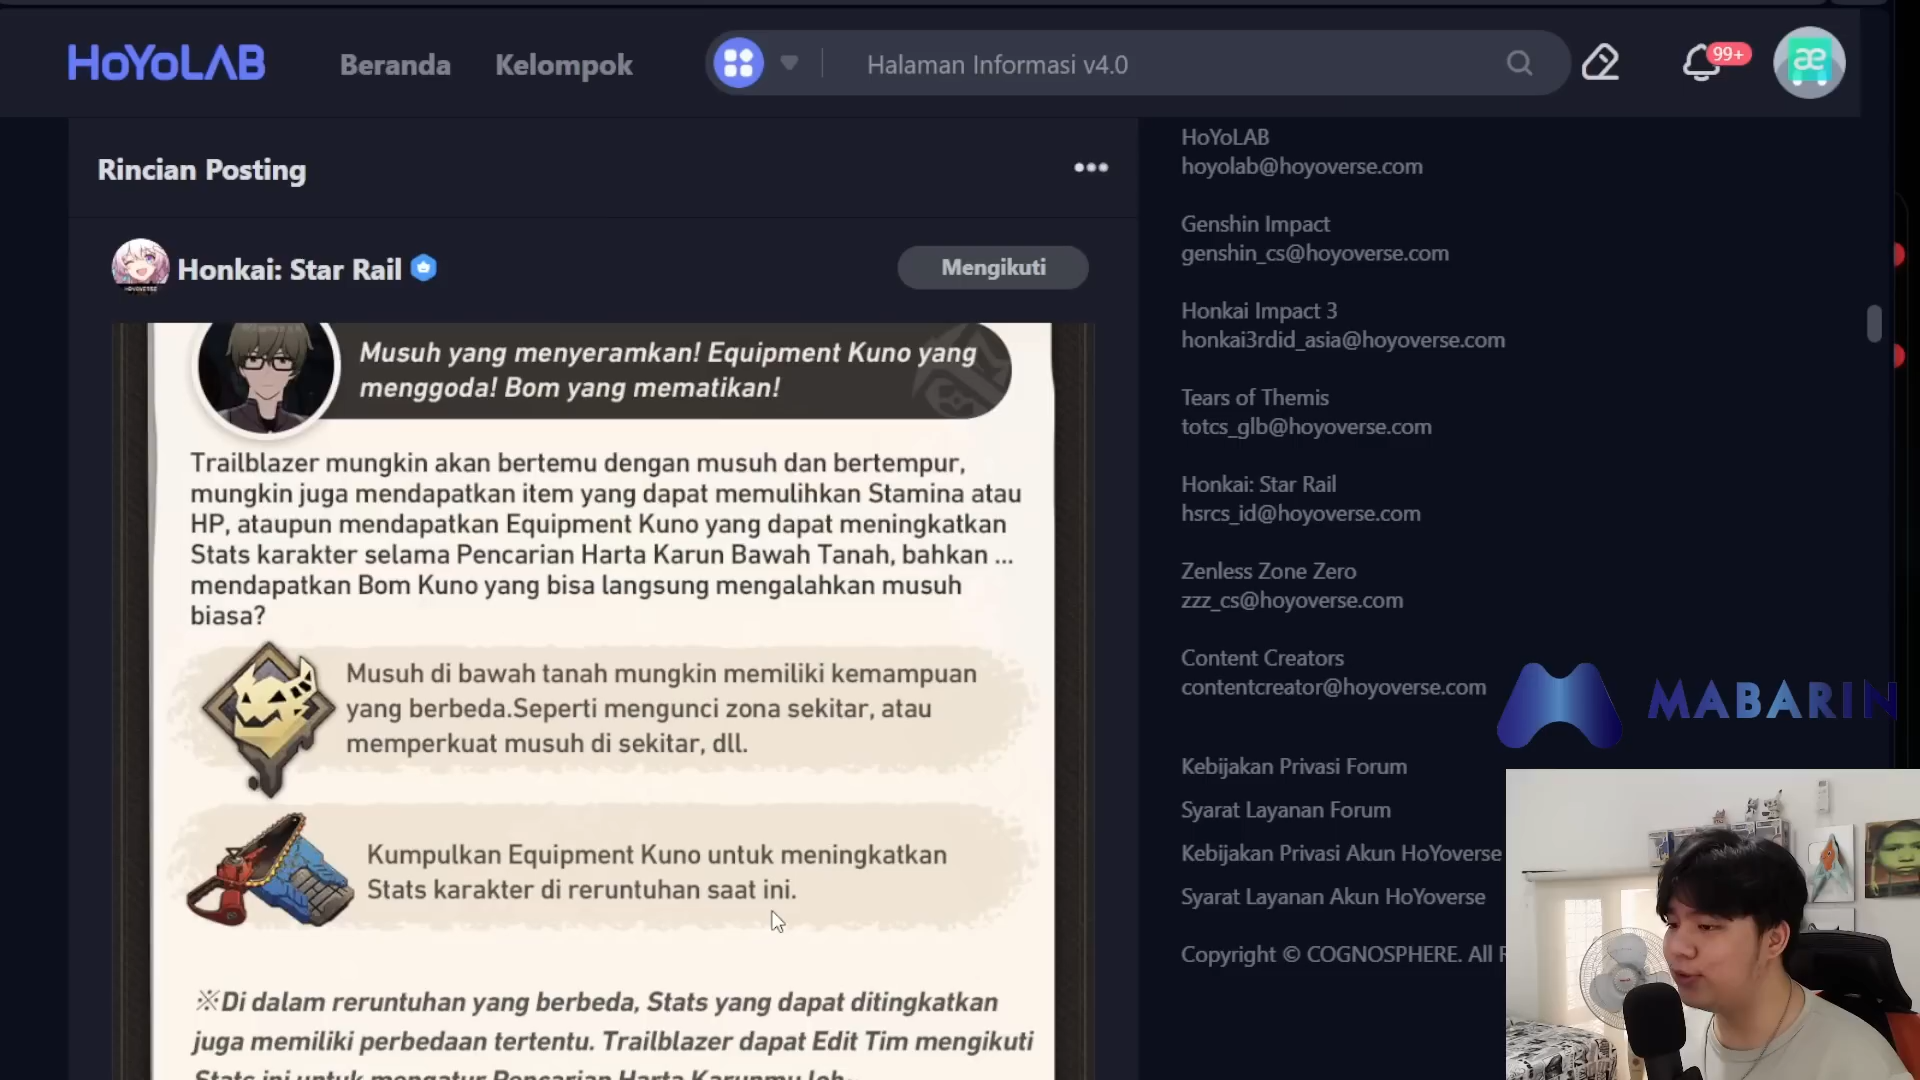 HoYoLAB
Beranda
Kelompok
Halaman Informasi v4.0
99+
æ
Rincian Posting
Honkai: Star Rail
Mengikuti
Musuh yang menyeramkan! Equipment Kuno yang
menggoda! Bom yang mematikan!
Trailblazer mungkin akan bertemu dengan musuh dan bertempur,
mungkin juga mendapatkan item yang dapat memulihkan Stamina atau
HP, ataupun mendapatkan Equipment Kuno yang dapat meningkatkan
Stats karakter selama Pencarian Harta Karun Bawah Tanah, bahkan ...
mendapatkan Bom Kuno yang bisa langsung mengalahkan musuh
biasa?
Musuh di bawah tanah mungkin memiliki kemampuan
yang berbeda.Seperti mengunci zona sekitar, atau
memperkuat musuh di sekitar, dll.
Kumpulkan Equipment Kuno untuk meningkatkan
Stats karakter di reruntuhan saat ini.
※Di dalam reruntuhan yang berbeda, Stats yang dapat ditingkatkan
juga memiliki perbedaan tertentu. Trailblazer dapat Edit Tim mengikuti
Stats ini untuk mengatur Pencarian Harta Karunmu loh~
HoYoLAB
hoyolab@hoyoverse.com
Genshin Impact
genshin_cs@hoyoverse.com
Honkai Impact 3
honkai3rdid_asia@hoyoverse.com
Tears of Themis
totcs_glb@hoyoverse.com
Honkai: Star Rail
hsrcs_id@hoyoverse.com
Zenless Zone Zero
zzz_cs@hoyoverse.com
Content Creators
contentcreator@hoyoverse.com
MABARIN
Kebijakan Privasi Forum
Syarat Layanan Forum
Kebijakan Privasi Akun HoYoverse
Syarat Layanan Akun HoYoverse
Copyright © COGNOSPHERE. All